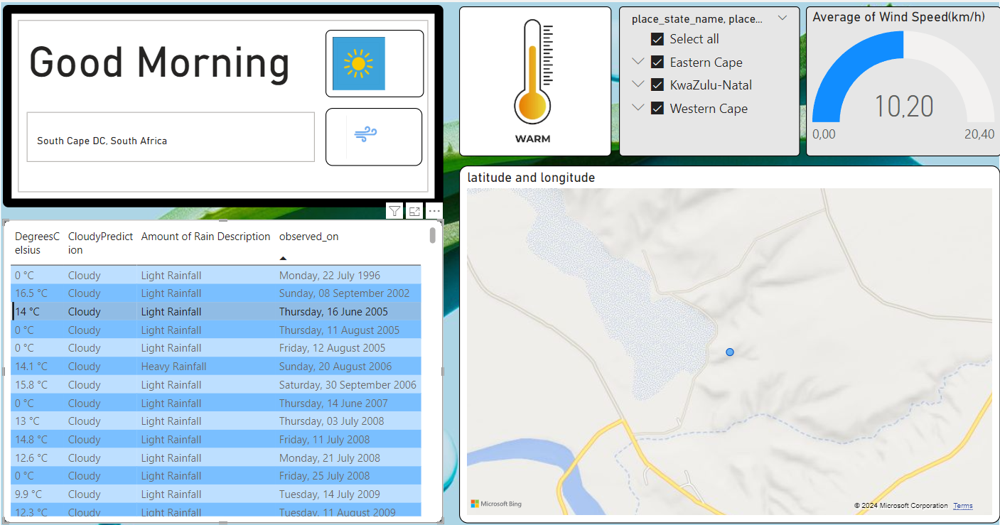 Good Morning
South Cape DC, South Africa
WARM
place_state_name, place...
Select all
Eastern Cape
KwaZulu-Natal
Western Cape
Average of Wind Speed(km/h)
10,20
0,00 20,40
DegreesC
elsius CloudyPredict
ion Amount of Rain Description observed_on
0 °C Cloudy Light Rainfall Monday, 22 July 1996
16.5 °C Cloudy Light Rainfall Sunday, 08 September 2002
14 °C Cloudy Light Rainfall Thursday, 16 June 2005
0 °C Cloudy Light Rainfall Thursday, 11 August 2005
0 °C Cloudy Light Rainfall Friday, 12 August 2005
14.1 °C Cloudy Heavy Rainfall Sunday, 20 August 2006
15.8 °C Cloudy Light Rainfall Saturday, 30 September 2006
0 °C Cloudy Light Rainfall Thursday, 14 June 2007
13 °C Cloudy Light Rainfall Thursday, 03 July 2008
14.8 °C Cloudy Light Rainfall Friday, 11 July 2008
12.6 °C Cloudy Light Rainfall Monday, 21 July 2008
0 °C Cloudy Light Rainfall Friday, 25 July 2008
9.9 °C Cloudy Light Rainfall Tuesday, 14 July 2009
12.3 °C Cloudy Light Rainfall Tuesday, 11 August 2009
latitude and longitude
Microsoft Bing
© 2024 Microsoft Corporation Terms